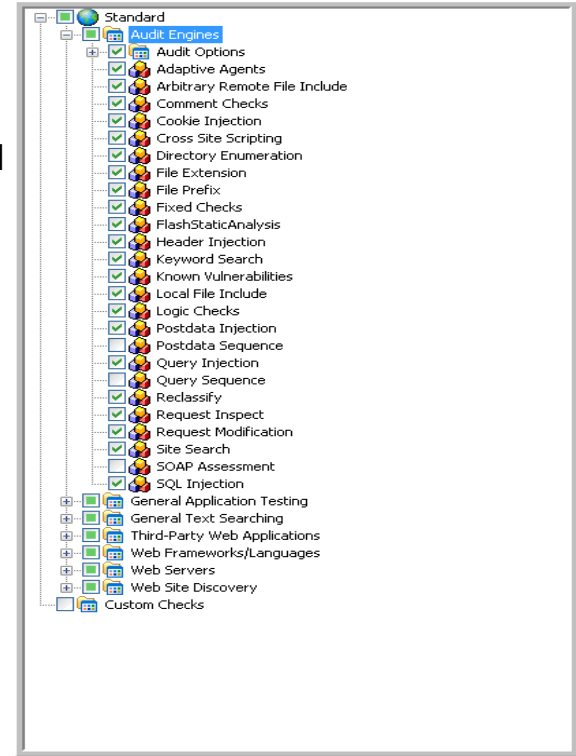 Standard
Audit Engines
Audit Options
Adaptive Agents
Arbitrary Remote File Include
Comment Checks
Cookie Injection
Cross Site Scripting
Directory Enumeration
File Extension
File Prefix
Fixed Checks
FlashStaticAnalysis
Header Injection
Keyword Search
Known Vulnerabilities
Local File Include
Logic Checks
Postdata Injection
Postdata Sequence
Query Injection
Query Sequence
Reclassify
Request Inspect
Request Modification
Site Search
SOAP Assessment
SQL Injection
General Application Testing
General Text Searching
Third-Party Web Applications
Web Frameworks/Languages
Web Servers
Web Site Discovery
Custom Checks